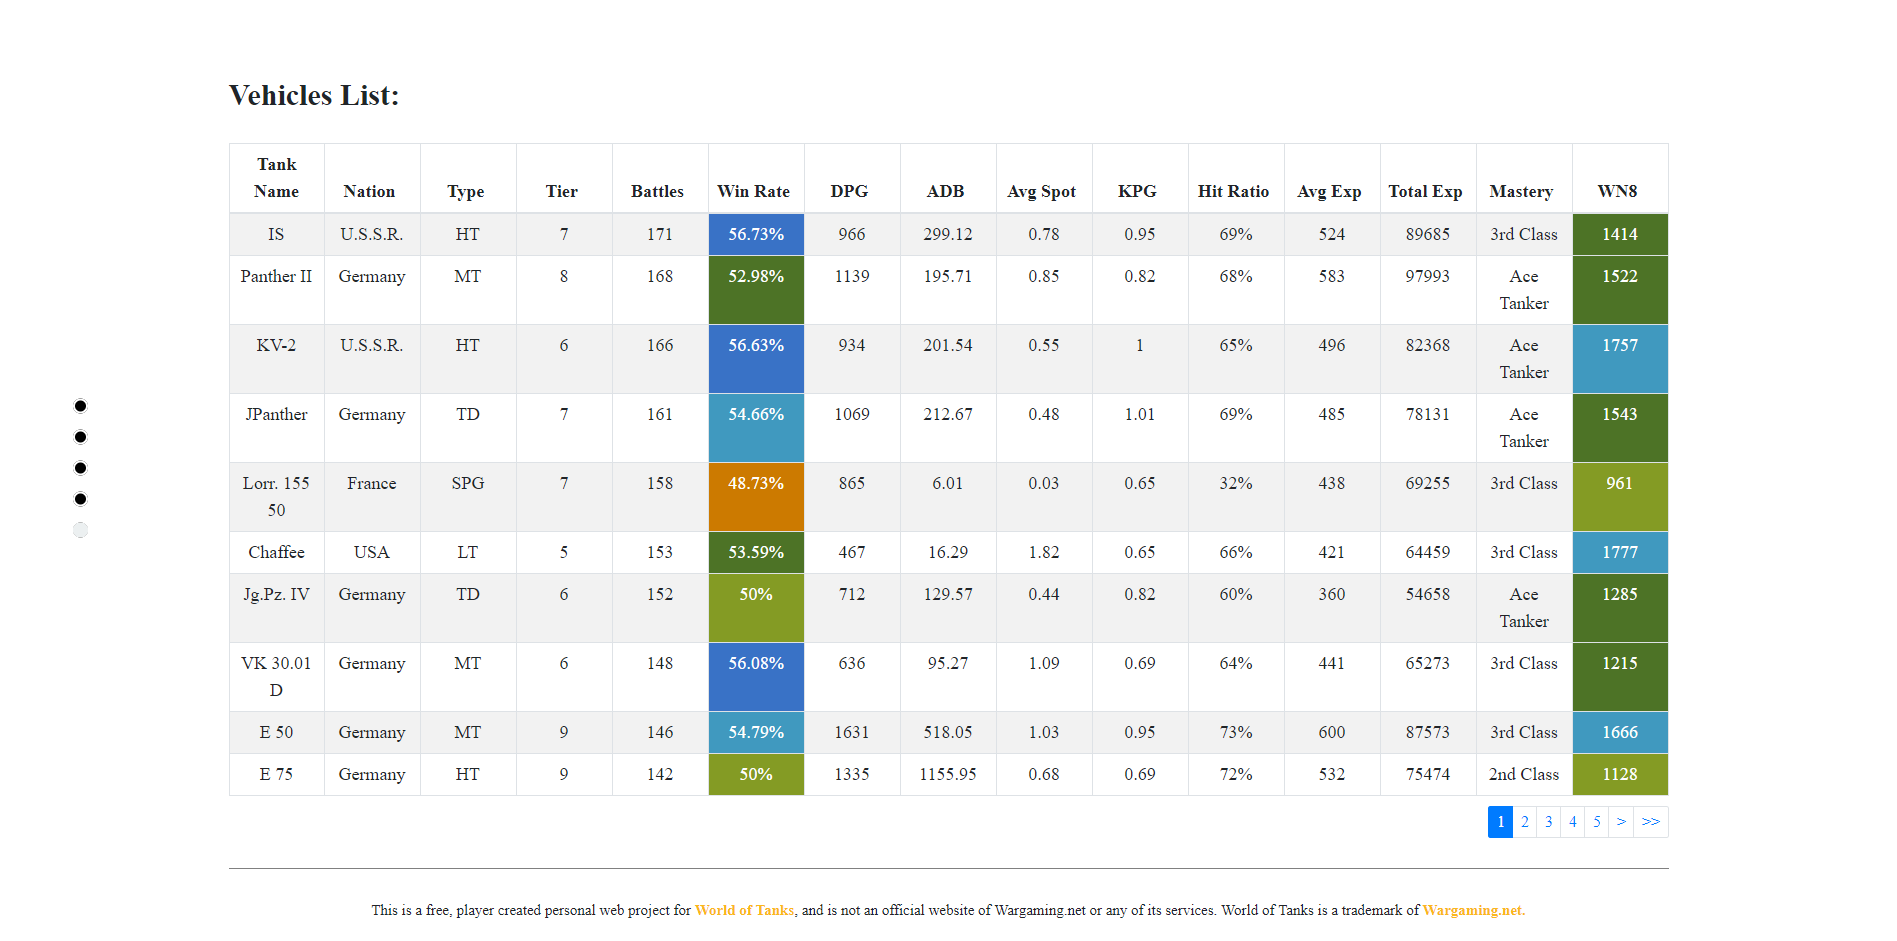 Vehicles List:
Tank Name Nation Type Tier Battles Win Rate DPG ADB Avg Spot KPG Hit Ratio Avg Exp Total Exp Mastery WN8
IS U.S.S.R. HT 7 171 56.73% 966 299.12 0.78 0.95 69% 524 89685 3rd Class 1414
Panther II Germany MT 8 168 52.98% 1139 195.71 0.85 0.82 68% 583 97993 Ace Tanker 1522
KV-2 U.S.S.R. HT 6 166 56.63% 934 201.54 0.55 1 65% 496 82368 Ace Tanker 1757
JPanther Germany TD 7 161 54.66% 1069 212.67 0.48 1.01 69% 485 78131 Ace Tanker 1543
Lorr. 155 50 France SPG 7 158 48.73% 865 6.01 0.03 0.65 32% 438 69255 3rd Class 961
Chaffee USA LT 5 153 53.59% 467 16.29 1.82 0.65 66% 421 64459 3rd Class 1777
Jg.Pz. IV Germany TD 6 152 50% 712 129.57 0.44 0.82 60% 360 54658 Ace Tanker 1285
VK 30.01 D Germany MT 6 148 56.08% 636 95.27 1.09 0.69 64% 441 65273 3rd Class 1215
E 50 Germany MT 9 146 54.79% 1631 518.05 1.03 0.95 73% 600 87573 3rd Class 1666
E 75 Germany HT 9 142 50% 1335 1155.95 0.68 0.69 72% 532 75474 2nd Class 1128
1 2 3 4 5 > >>
This is a free, player created personal web project for World of Tanks, and is not an official website of Wargaming.net or any of its services. World of Tanks is a trademark of Wargaming.net.